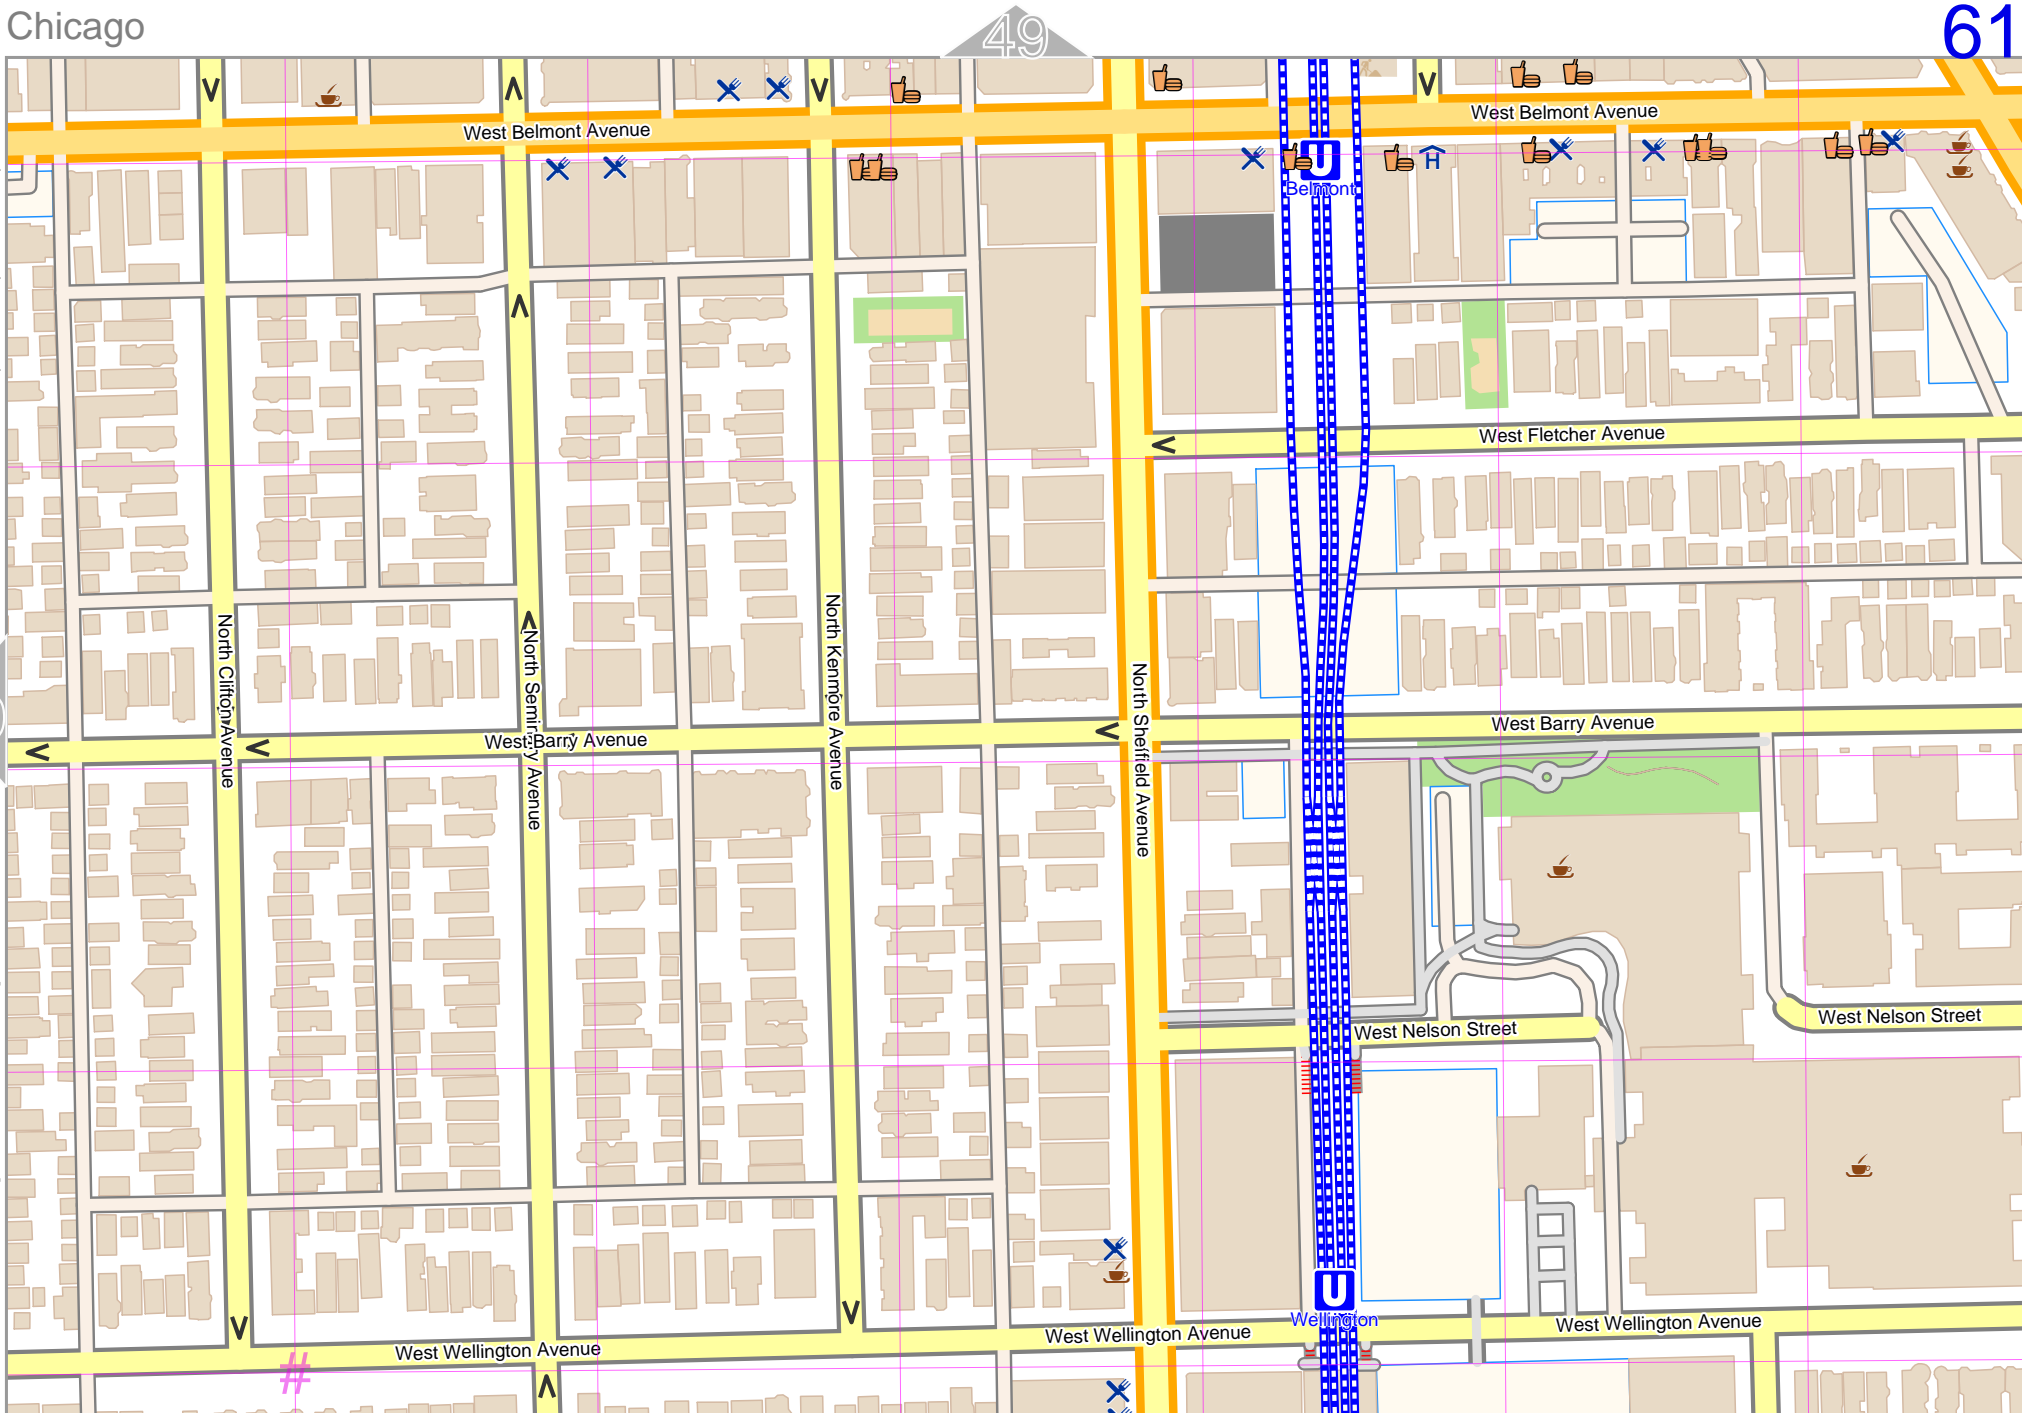 Chicago
49
61
West Belmont Avenue
West Belmont Avenue
U
H
Belmont
West Fletcher Avenue
North Clifton Avenue
North Seminary Avenue
North Kenmore Avenue
North Sheffield Avenue
West Barry Avenue
West Barry Avenue
West Nelson Street
West Nelson Street
U
Wellington
West Wellington Avenue
West Wellington Avenue
West Wellington Avenue
#